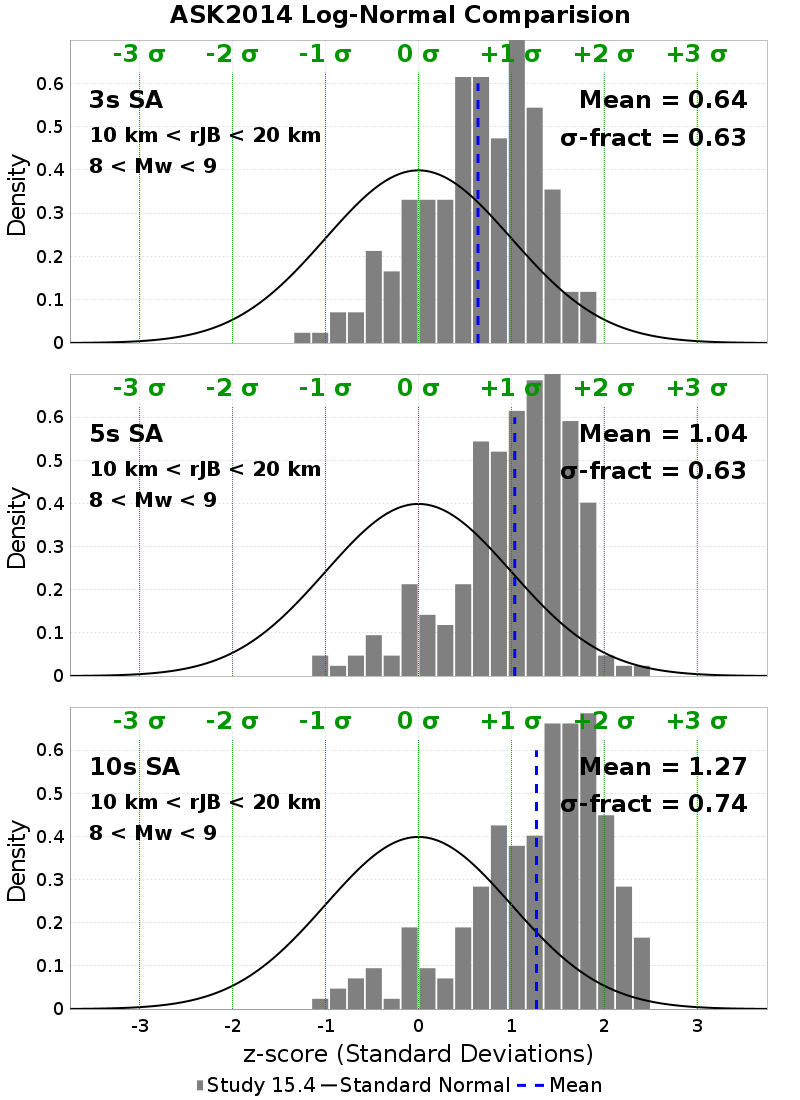 ASK2014 Log-Normal Comparision
-3 σ -2 σ -1 σ 0 σ +1 σ +2 σ +3 σ
3s SA
Mean = 0.64
10 km < rJB < 20 km
σ-fract = 0.63
8 < Mw < 9
0.6
0.5
0.4
0.3
0.2
0.1
0
Density
-3 σ -2 σ -1 σ 0 σ +1 σ +2 σ +3 σ
5s SA
Mean = 1.04
10 km < rJB < 20 km
σ-fract = 0.63
8 < Mw < 9
0.6
0.5
0.4
0.3
0.2
0.1
0
Density
-3 σ -2 σ -1 σ 0 σ +1 σ +2 σ +3 σ
10s SA
Mean = 1.27
10 km < rJB < 20 km
σ-fract = 0.74
8 < Mw < 9
0.6
0.5
0.4
0.3
0.2
0.1
0
Density
-3 -2 -1 0 1 2 3
z-score (Standard Deviations)
Study 15.4 Standard Normal Mean